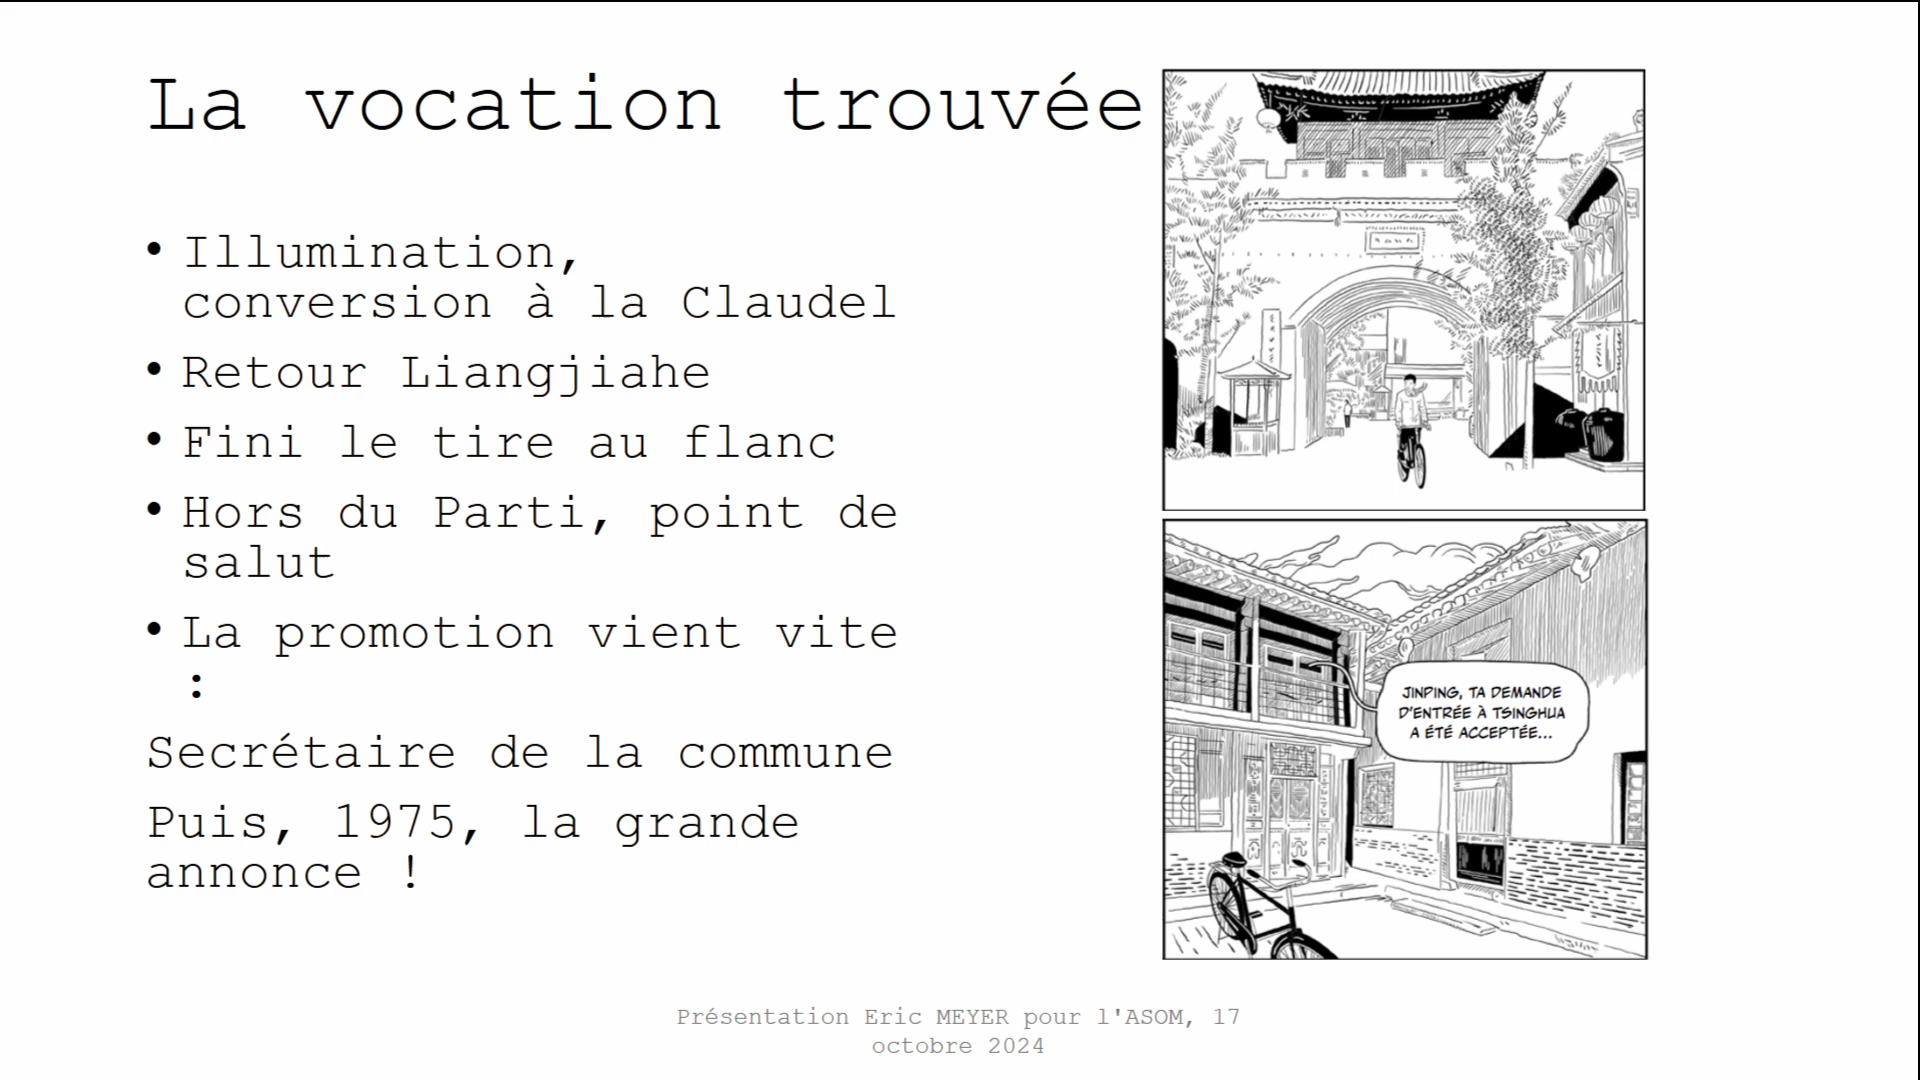 La vocation trouvée
• Illumination,
conversion à la Claudel
• Retour Liangjiahe
• Fini le tire au flanc
• Hors du Parti, point de
salut
• La promotion vient vite
:
Secrétaire de la commune
Puis, 1975, la grande
annonce !
JINPING, TA DEMANDE
D'ENTRÉE À TSINGHUA
A ÉTÉ ACCEPTÉE...
Présentation Eric MEYER pour l'ASOM, 17
octobre 2024